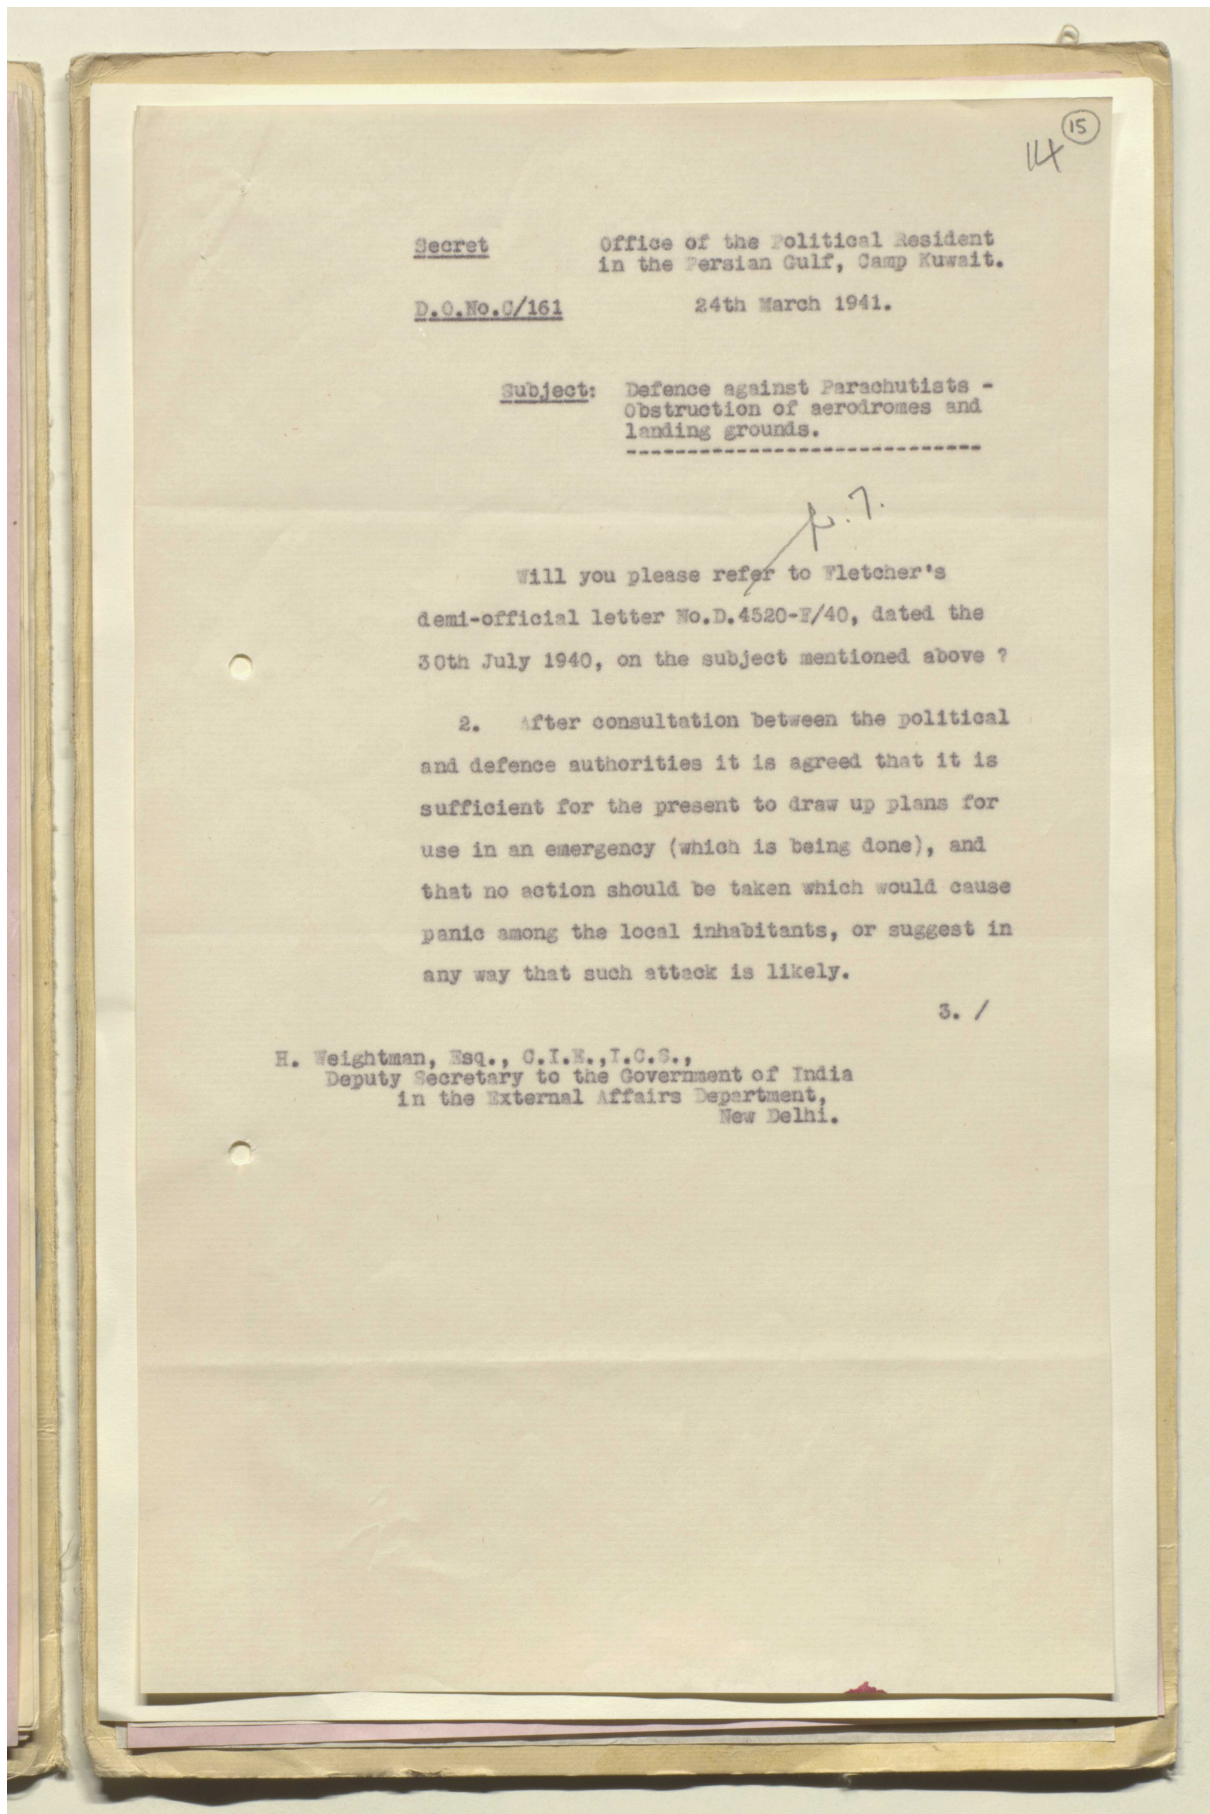 15
14
Secret
Office of the Political Resident
in the Persian Gulf, Camp Kuwait.
D.O.No.C/161
24th March 1941.
Subject: Defence against Parachutists -
Obstruction of aerodromes and
landing grounds.
-----------------------------
p. 7.
Will you please refer to Fletcher's
demi-official letter No.D.4520-F/40, dated the
30th July 1940, on the subject mentioned above ?
2. After consultation between the political
and defence authorities it is agreed that it is
sufficient for the present to draw up plans for
use in an emergency (which is being done), and
that no action should be taken which would cause
panic among the local inhabitants, or suggest in
any way that such attack is likely.
3. /
H. Weightman, Esq., C.I.E.,I.C.S.,
Deputy Secretary to the Government of India
in the External Affairs Department,
New Delhi.